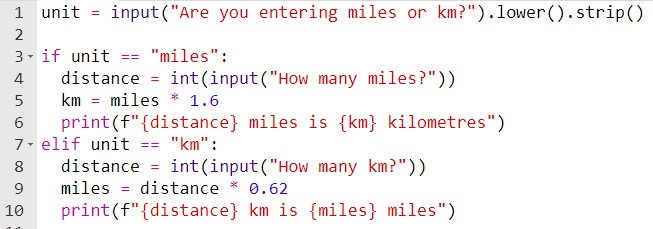 1 unit = input("Are you entering miles or km?").lower().strip()
2
3 if unit == "miles":
4 distance = int(input("How many miles?"))
5 km = miles * 1.6
6 print(f"{distance} miles is {km} kilometres")
7 elif unit == "km":
8 distance = int(input("How many km?"))
9 miles = distance * 0.62
10 print(f"{distance} km is {miles} miles")